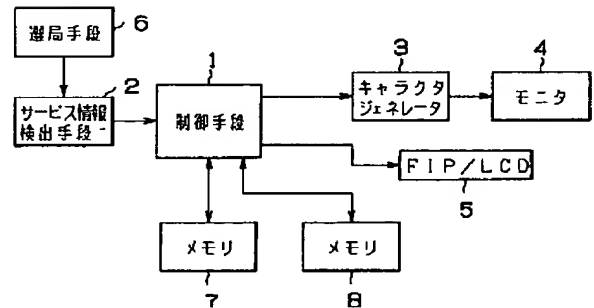 選局手段
6
サービス情報
検出手段
2
1
制御手段
3
キャラクタ
ジェネレータ
4
モニタ
FIP/LCD
5
メモリ
7
メモリ
8